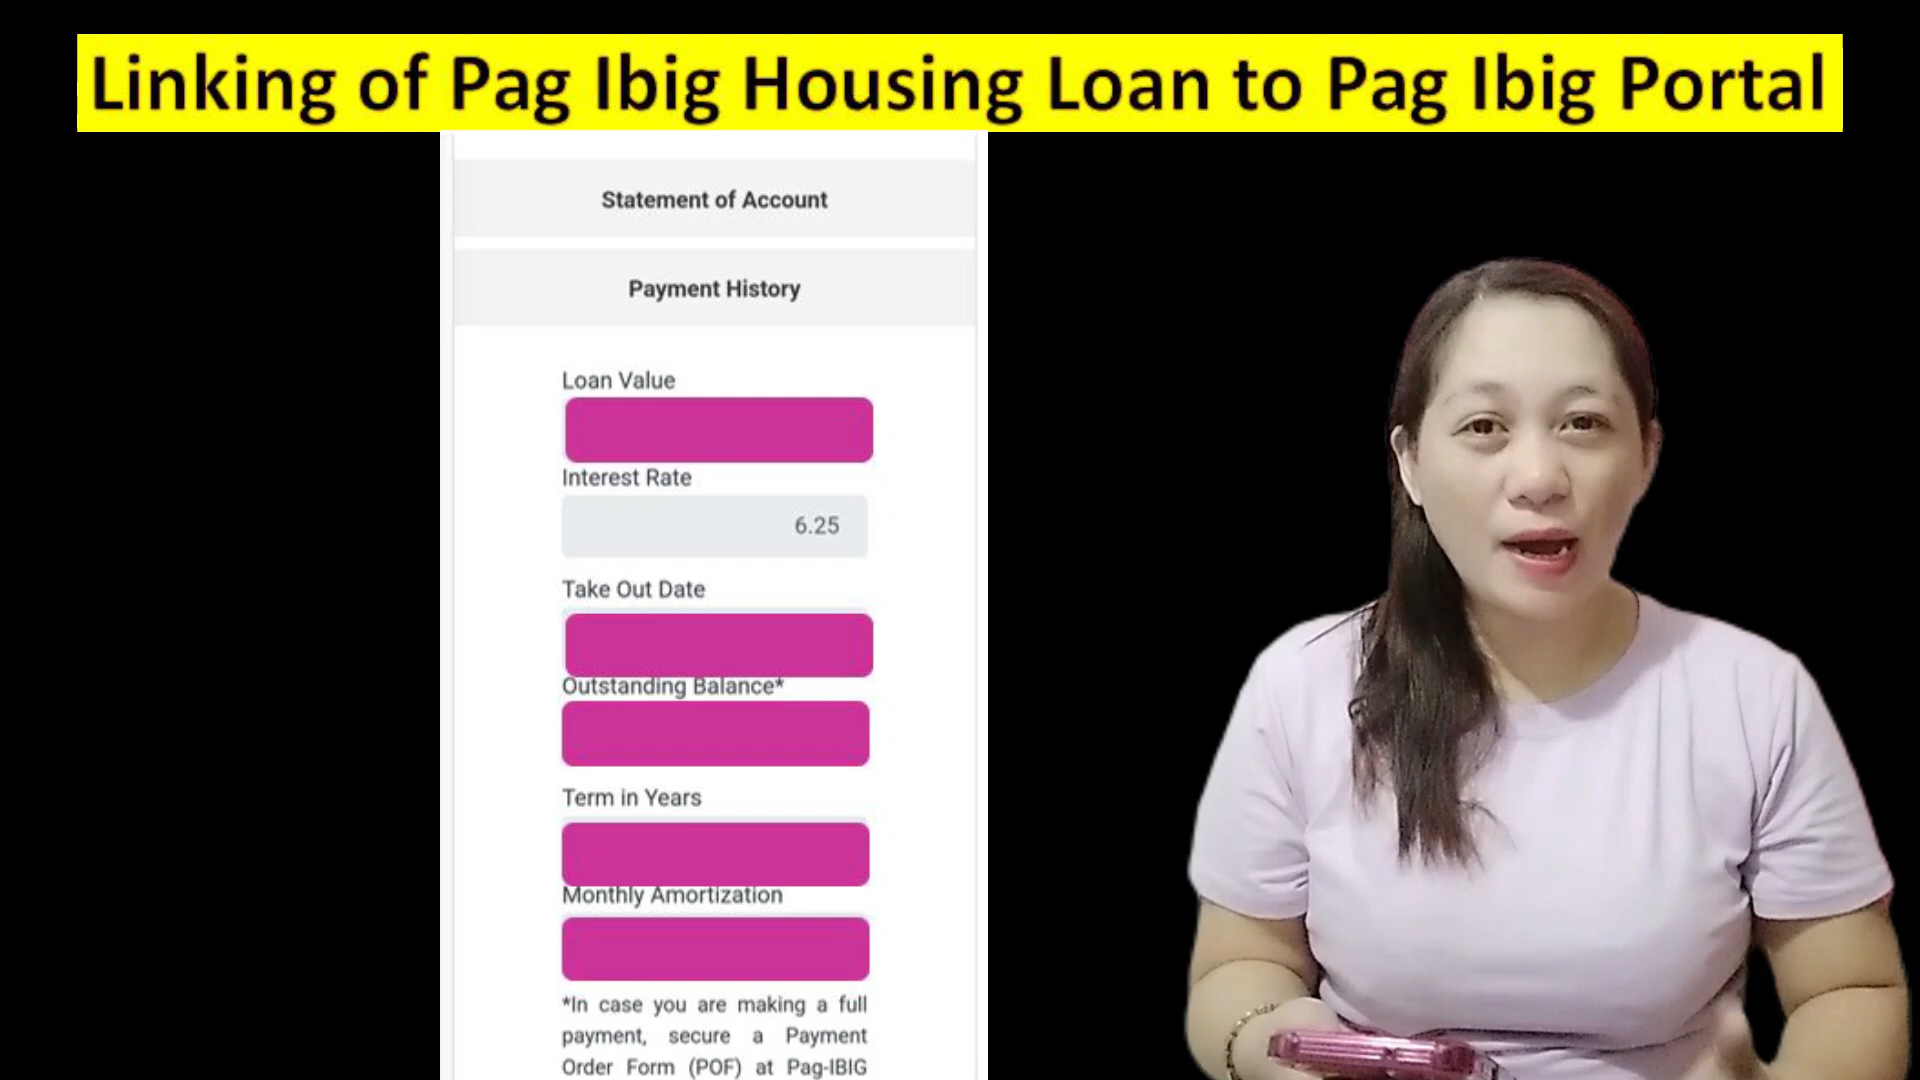 Linking of Pag Ibig Housing Loan to Pag Ibig Portal
Statement of Account
Payment History
Loan Value
Interest Rate
6.25
Take Out Date
Outstanding Balance*
Term in Years
Monthly Amortization
*In case you are making a full
payment, secure a Payment
Order Form (POF) at Pag-IBIG